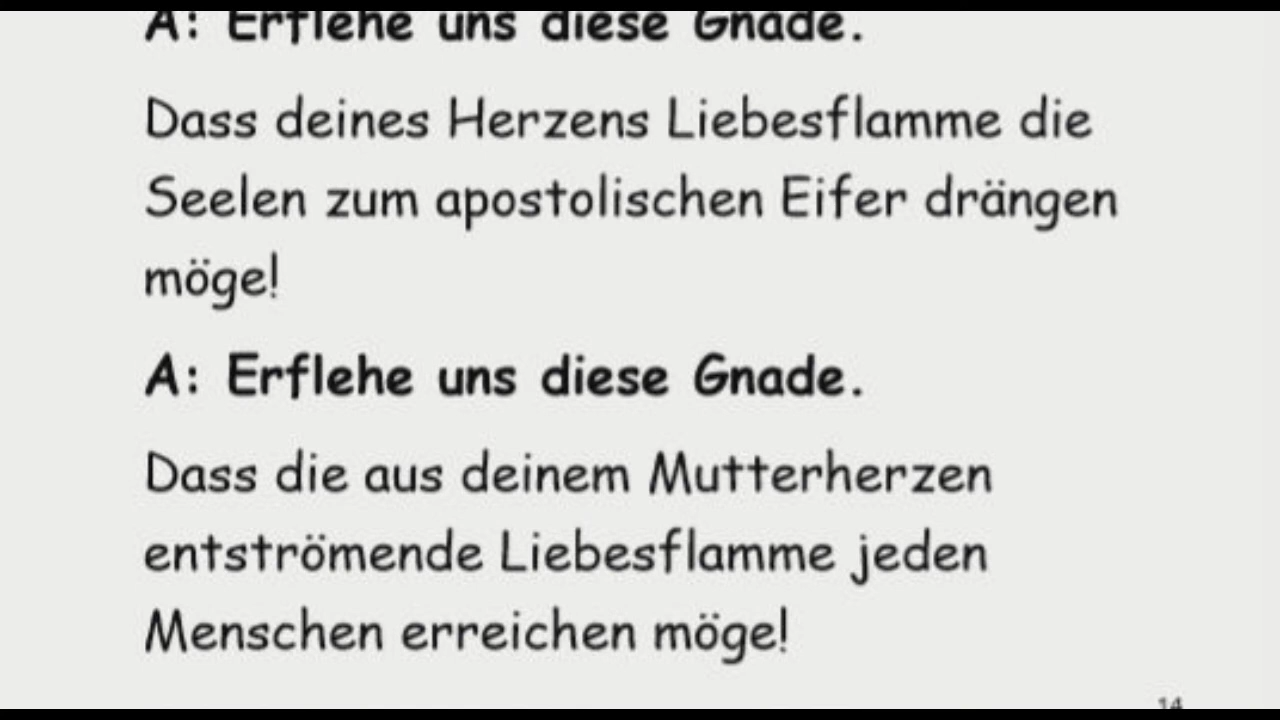 A: Erflehe uns diese Gnade.
Dass deines Herzens Liebesflamme die
Seelen zum apostolischen Eifer drängen
möge!
A: Erflehe uns diese Gnade.
Dass die aus deinem Mutterherzen
entströmende Liebesflamme jeden
Menschen erreichen möge!
14